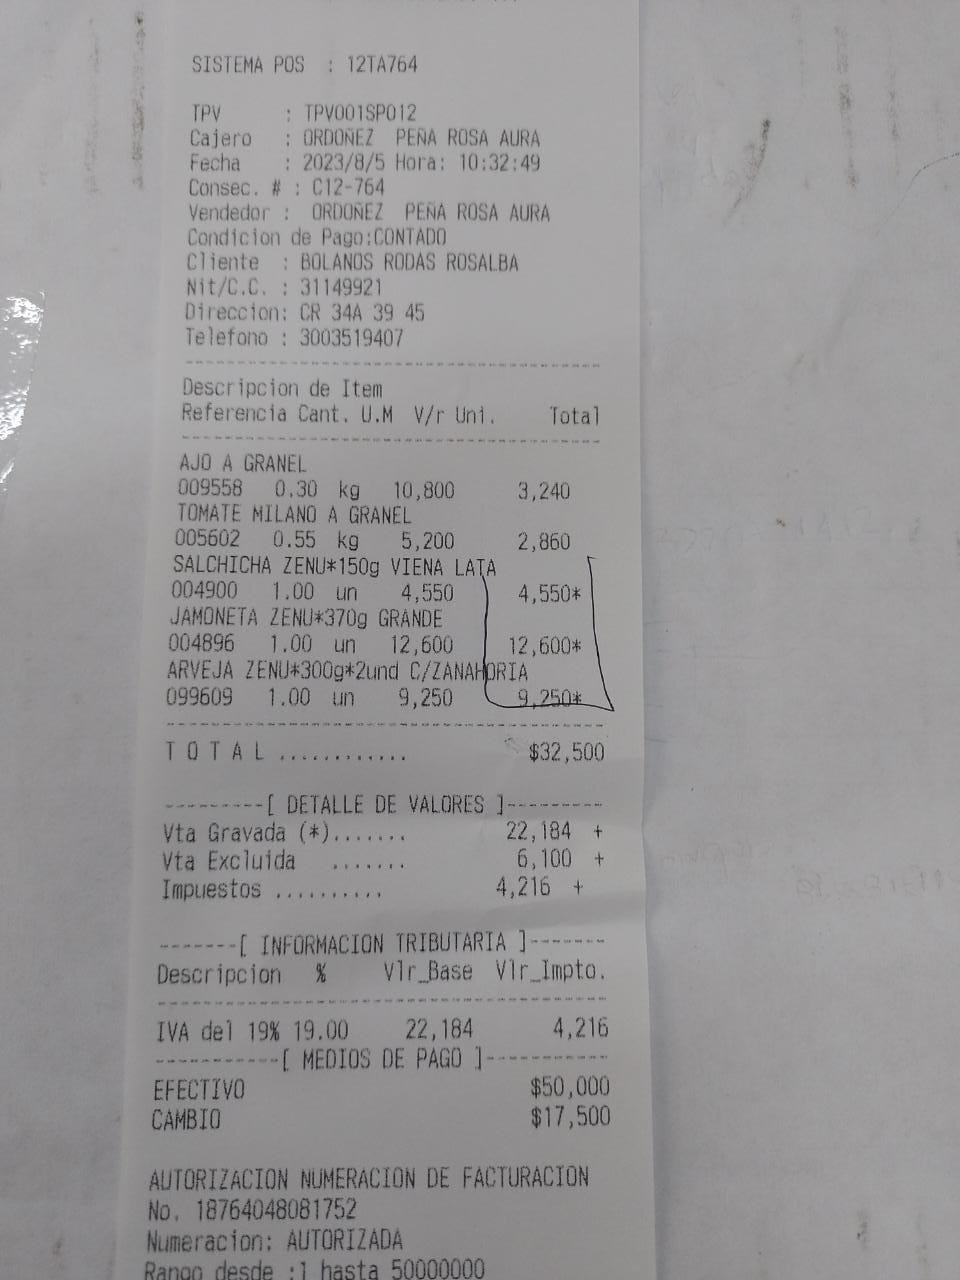 SISTEMA POS : 12TA764
TPV : TPV001SP012
Cajero : ORDOÑEZ PEÑA ROSA AURA
Fecha : 2023/8/5 Hora: 10:32:49
Consec. # : C12-764
Vendedor : ORDOÑEZ PEÑA ROSA AURA
Condicion de Pago:CONTADO
Cliente : BOLANOS RODAS ROSALBA
Nit/C.C. : 31149921
Direccion: CR 34A 39 45
Telefono : 3003519407
Descripcion de Item
Referencia Cant. U.M V/r Uni. Total
AJO A GRANEL
009558 0.30 kg 10,800 3,240
TOMATE MILANO A GRANEL
005602 0.55 kg 5,200 2,860
SALCHICHA ZENU*150g VIENA LATA
004900 1.00 un 4,550 4,550*
JAMONETA ZENU*370g GRANDE
004896 1.00 un 12,600 12,600*
ARVEJA ZENU*300g*2und C/ZANAHORIA
099609 1.00 un 9,250 9,250*
T O T A L ............ $32,500
---------[ DETALLE DE VALORES ]---------
Vta Gravada (*)....... 22,184 +
Vta Excluida ....... 6,100 +
Impuestos .......... 4,216 +
-------[ INFORMACION TRIBUTARIA ]-------
Descripcion % Vlr_Base Vlr_Impto.
IVA del 19% 19.00 22,184 4,216
-----------[ MEDIOS DE PAGO ]-----------
EFECTIVO $50,000
CAMBIO $17,500
AUTORIZACION NUMERACION DE FACTURACION
No. 18764048081752
Numeracion: AUTORIZADA
Rango desde :1 hasta 50000000